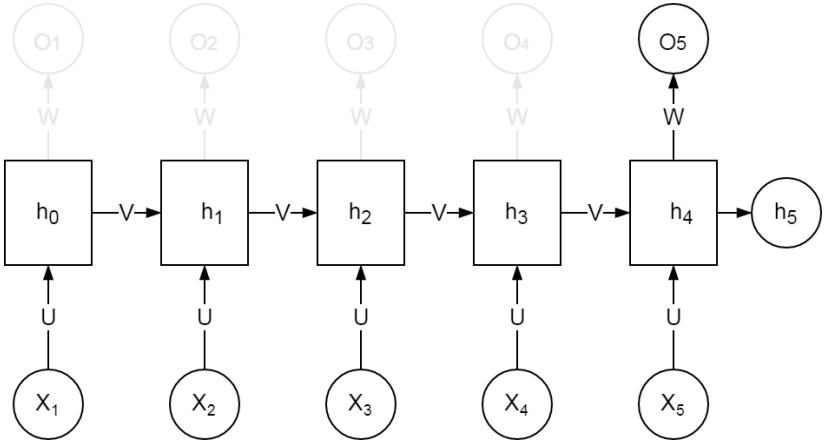 O1 O2 O3 O4 O5
W W W W W
h0 V h1 V h2 V h3 V h4 h5
U U U U U
X1 X2 X3 X4 X5